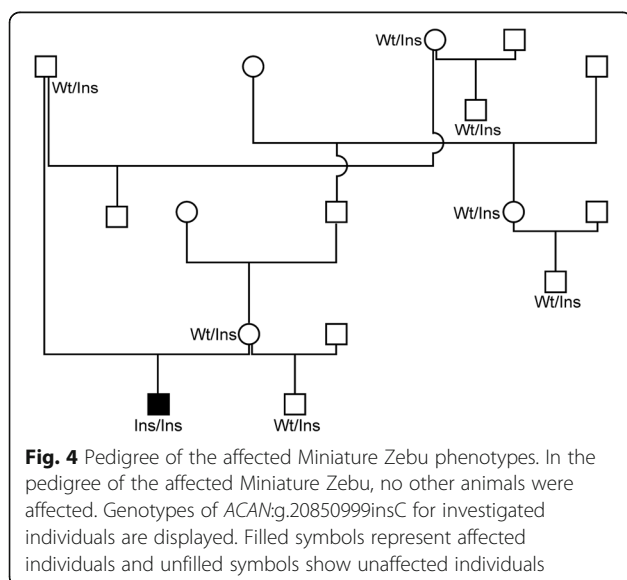 Wt/Ins
Wt/Ins
Wt/Ins
Wt/Ins
Wt/Ins
Wt/Ins
Ins/Ins
Wt/Ins
Fig. 4 Pedigree of the affected Miniature Zebu phenotypes. In the
pedigree of the affected Miniature Zebu, no other animals were
affected. Genotypes of ACAN:g.20850999insC for investigated
individuals are displayed. Filled symbols represent affected
individuals and unfilled symbols show unaffected individuals